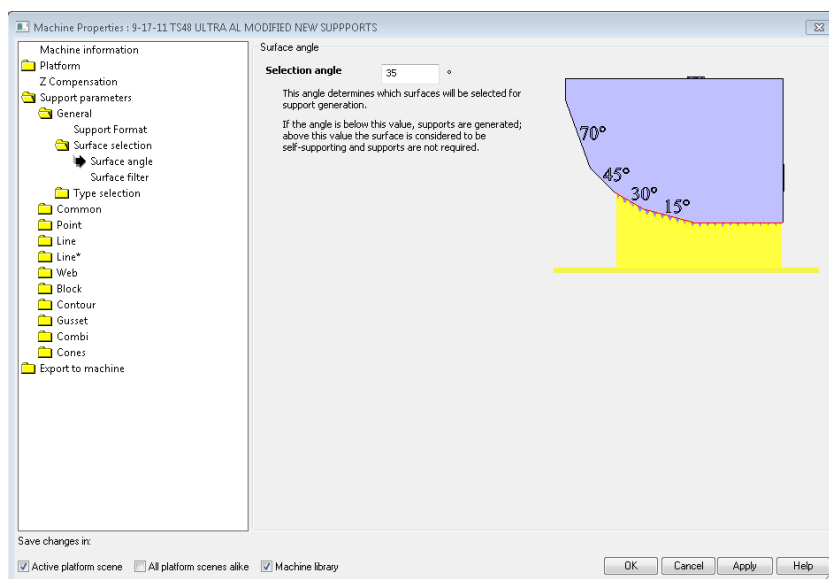 Machine Properties : 9-17-11 TS48 ULTRA AL MODIFIED NEW SUPPPORTS
Machine information
Platform
Z Compensation
Support parameters
General
Support Format
Surface selection
Surface angle
Surface filter
Type selection
Common
Point
Line
Line*
Web
Block
Contour
Gusset
Combi
Cones
Export to machine
Surface angle
Selection angle 35 °
This angle determines which surfaces will be selected for
support generation.
If the angle is below this value, supports are generated;
above this value the surface is considered to be
self-supporting and supports are not required.
70°
45°
30°
15°
Save changes in:
Active platform scene All platform scenes alike Machine library
OK Cancel Apply Help